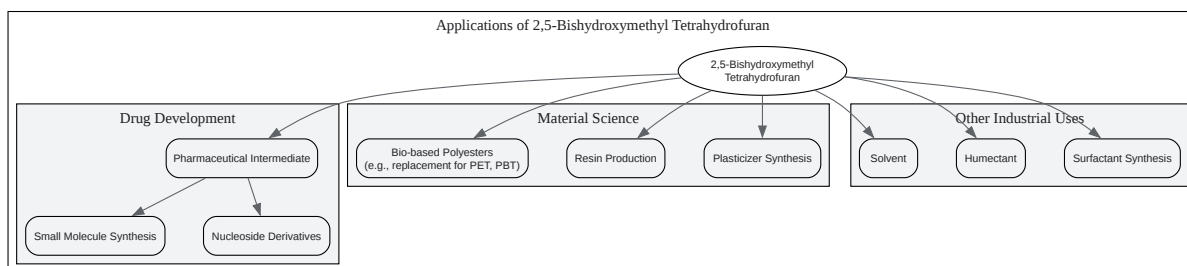 Applications of 2,5-Bishydroxymethyl Tetrahydrofuran
2,5-Bishydroxymethyl
Tetrahydrofuran
Drug Development
Material Science
Other Industrial Uses
Pharmaceutical Intermediate
Bio-based Polyesters
(e.g., replacement for PET, PBT)
Resin Production
Plasticizer Synthesis
Solvent
Humectant
Surfactant Synthesis
Small Molecule Synthesis
Nucleoside Derivatives